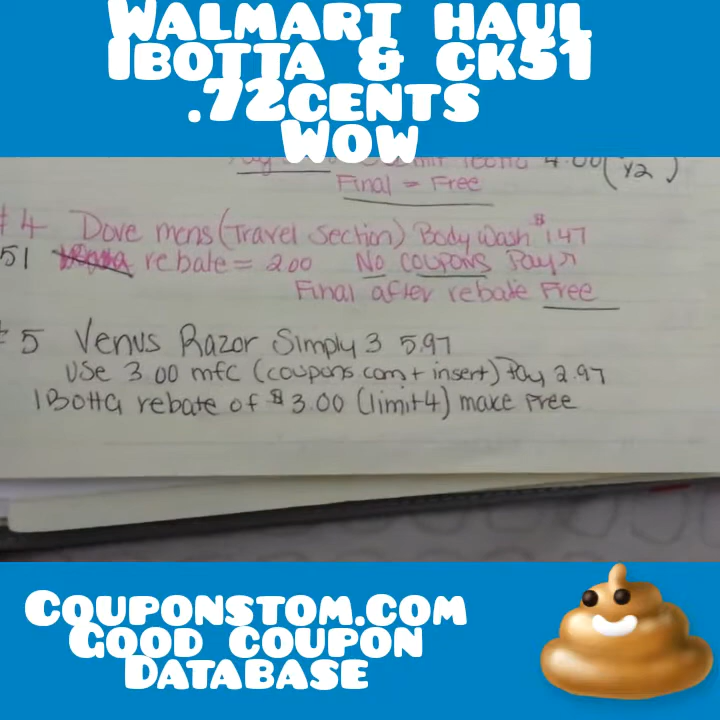 WALMART HAUL
IBOTTA & CK51
.72CENTS
WOW
4.00
Final = Free
# 4 Dove mens (Travel Section) Body Wash $1.47
51 rebate = 2.00 No coupons Pay
Final after rebate Free
# 5 Venus Razor Simply 3 5.97
Use 3.00 mfc (coupons.com + insert) Pay 2.97
IBotta rebate of $3.00 (limit 4) make Free
COUPONSTOM.COM
GOOD COUPON
DATABASE